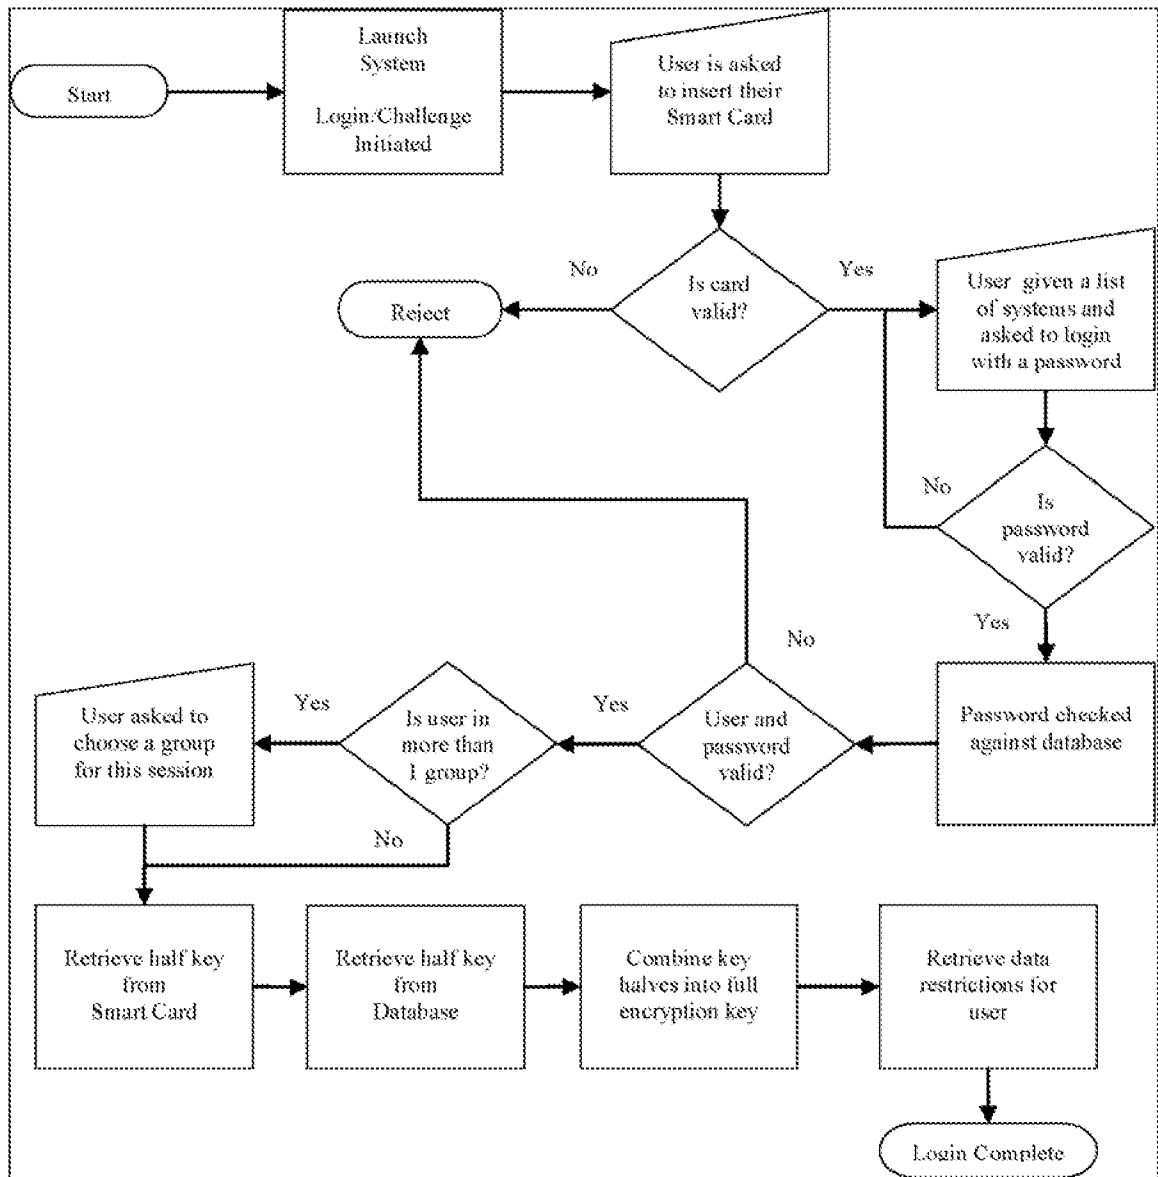 Start
Launch
System
Login/Challenge
Initiated
User is asked
to insert their
Smart Card
No
Is card
valid?
Yes
Reject
User given a list
of systems and
asked to login
with a password
No
Is
password
valid?
Yes
No
Password checked
against database
User and
password
valid?
Yes
Is user in
more than
1 group?
Yes
User asked to
choose a group
for this session
No
Retrieve half key
from
Smart Card
Retrieve half key
from
Database
Combine key
halves into full
encryption key
Retrieve data
restrictions for
user
Login Complete